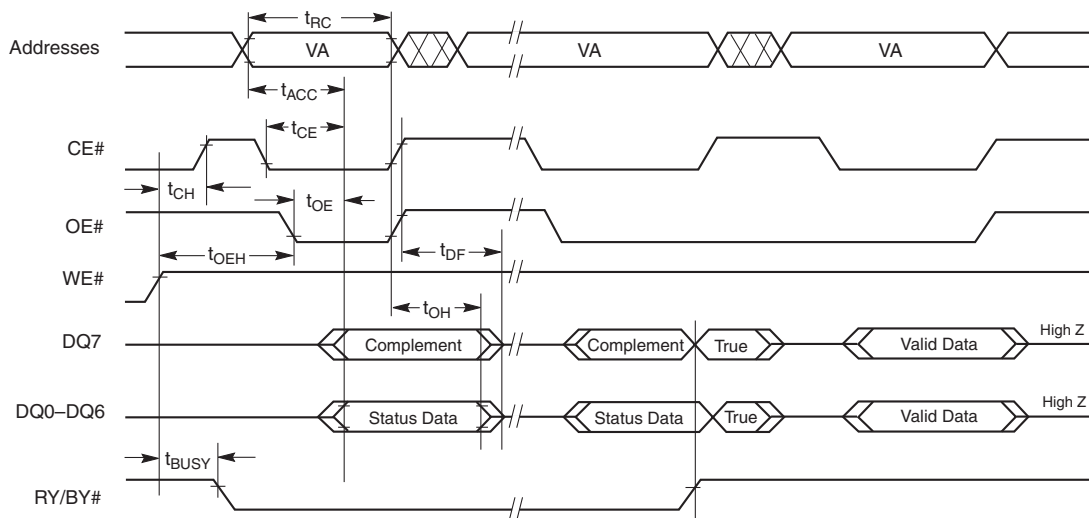 tRC
Addresses VA VA VA
tACC
tCE
CE#
tCH tOE
OE#
tOEH tDF
WE#
tOH
DQ7 Complement Complement True Valid Data High Z
DQ0–DQ6 Status Data Status Data True Valid Data High Z
tBUSY
RY/BY#